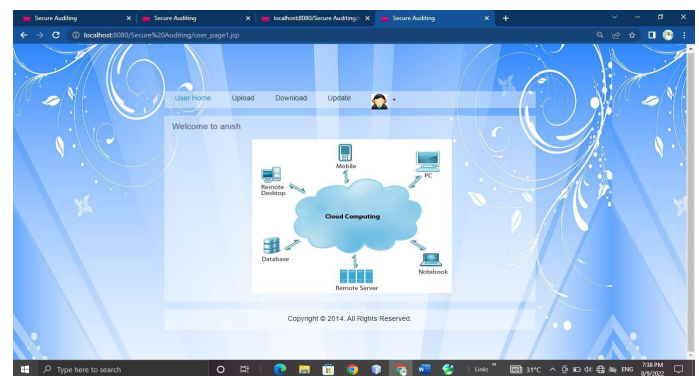 Secure Auditing
Secure Auditing
localhost:8080/Secure Auditing/
Secure Auditing
localhost:8080/Secure%20Auditing/user_page1.jsp
User Home Upload Download Update
Welcome to anish
Mobile
PC
Remote
Desktop
Cloud Computing
Database
Notebook
Remote Server
Copyright © 2014. All Rights Reserved.
Type here to search
Links
31°C
ENG
7:38 PM
8/9/2022